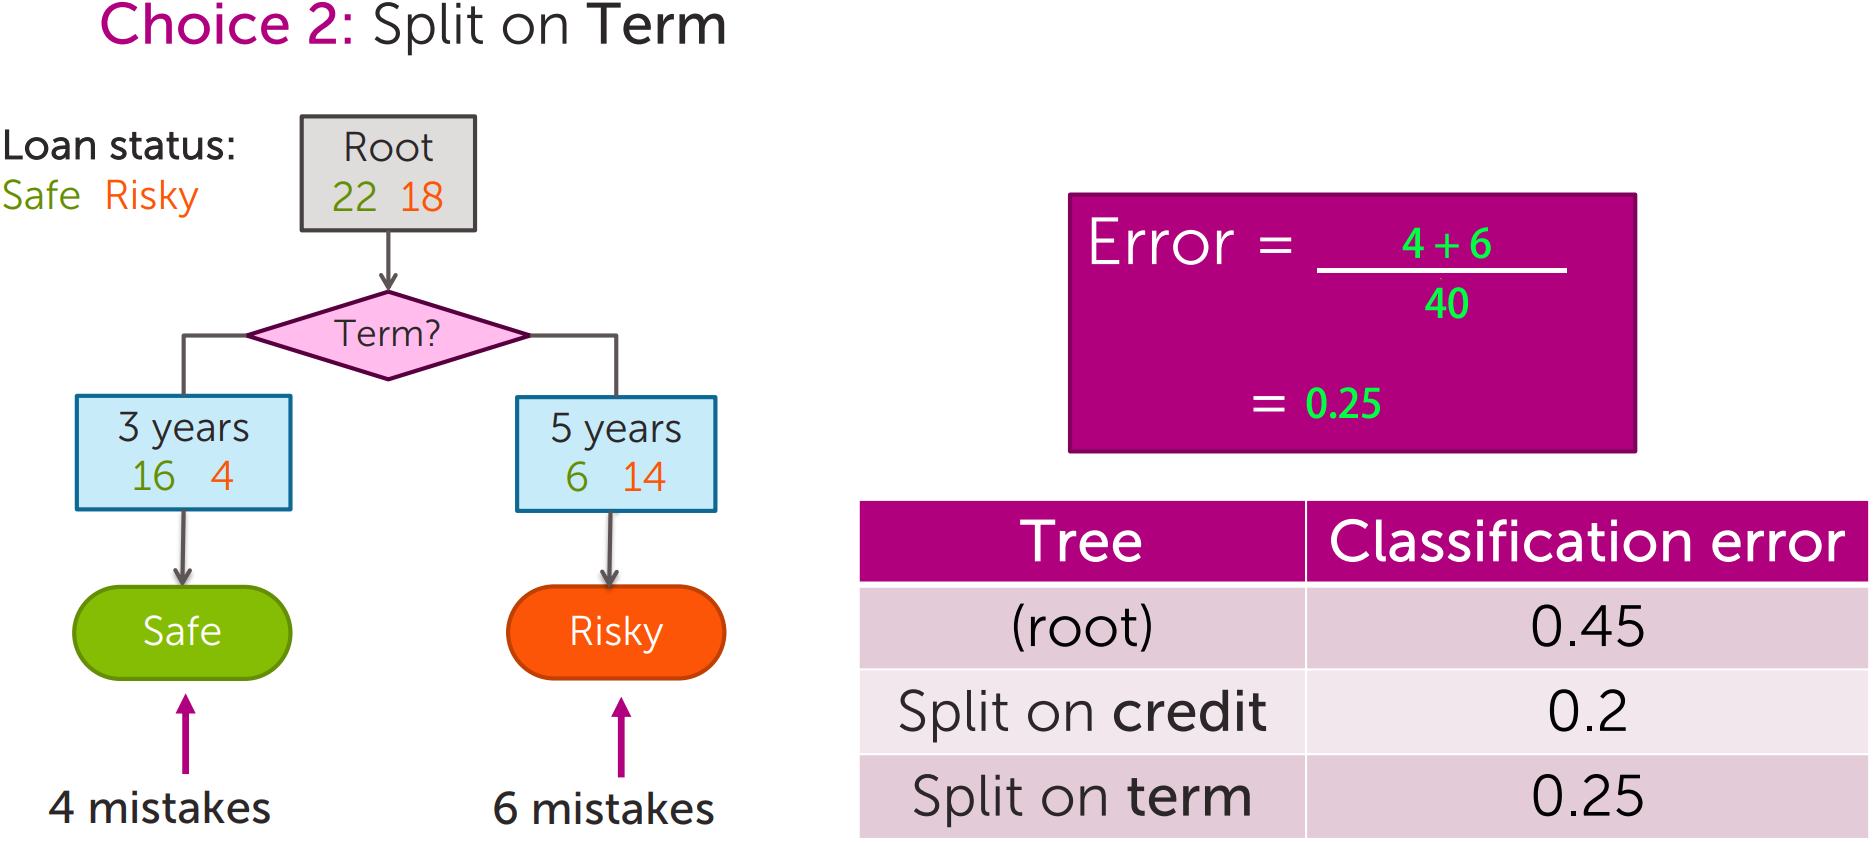 Choice 2: Split on Term
Loan status:
Safe Risky
Root
22 18
Term?
3 years
16 4
5 years
6 14
Safe
Risky
4 mistakes
6 mistakes
Error = 4 + 6
40
= 0.25
Tree Classification error
(root) 0.45
Split on credit 0.2
Split on term 0.25